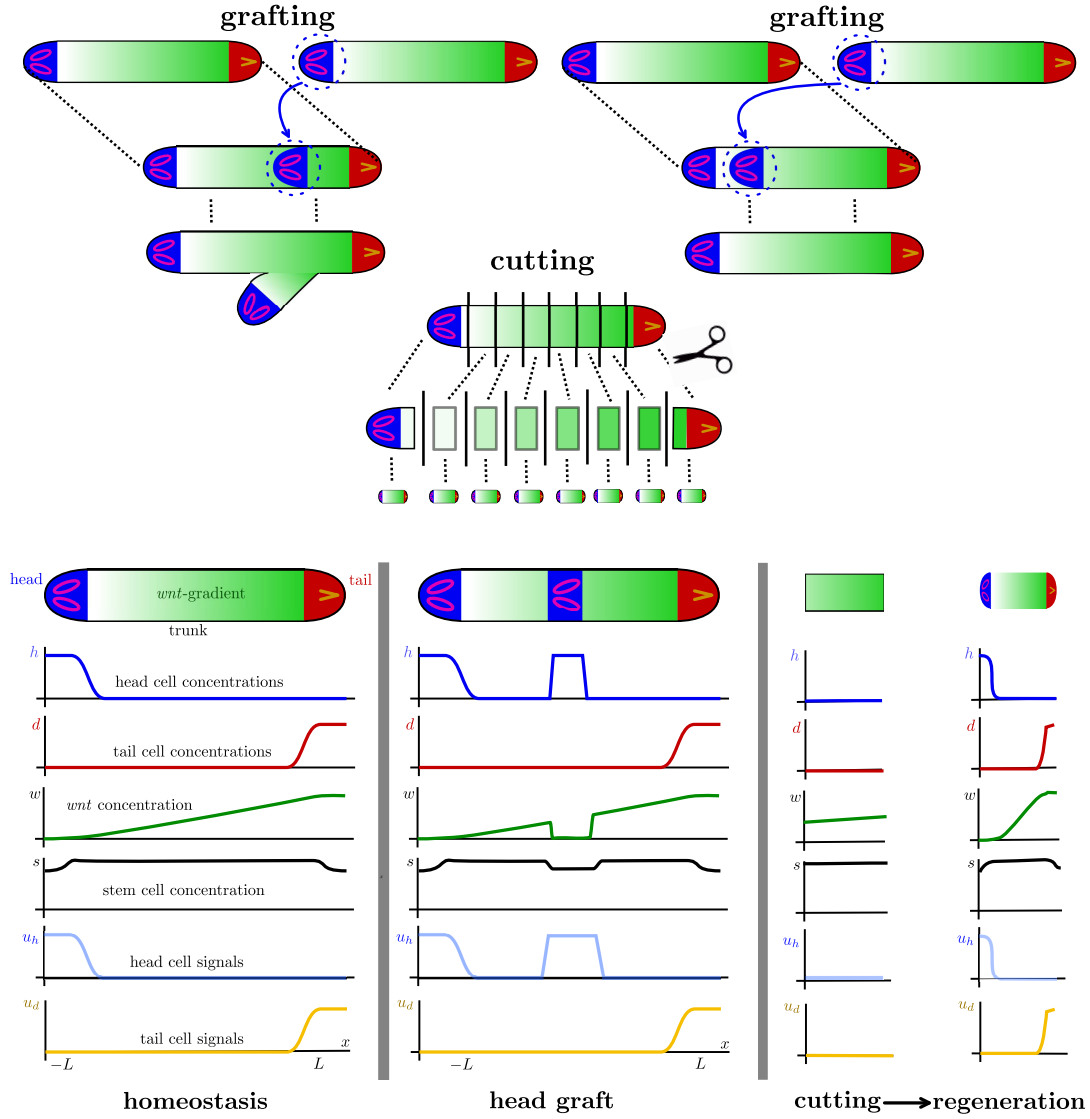 grafting
grafting
cutting
head
wnt-gradient
tail
trunk
h
head cell concentrations
d
tail cell concentrations
w
wnt concentration
s
stem cell concentration
u_h
head cell signals
u_d
tail cell signals
x
−L
L
homeostasis
h
d
w
s
u_h
u_d
x
−L
L
head graft
h
d
w
s
u_h
u_d
cutting
h
d
w
s
u_h
u_d
regeneration